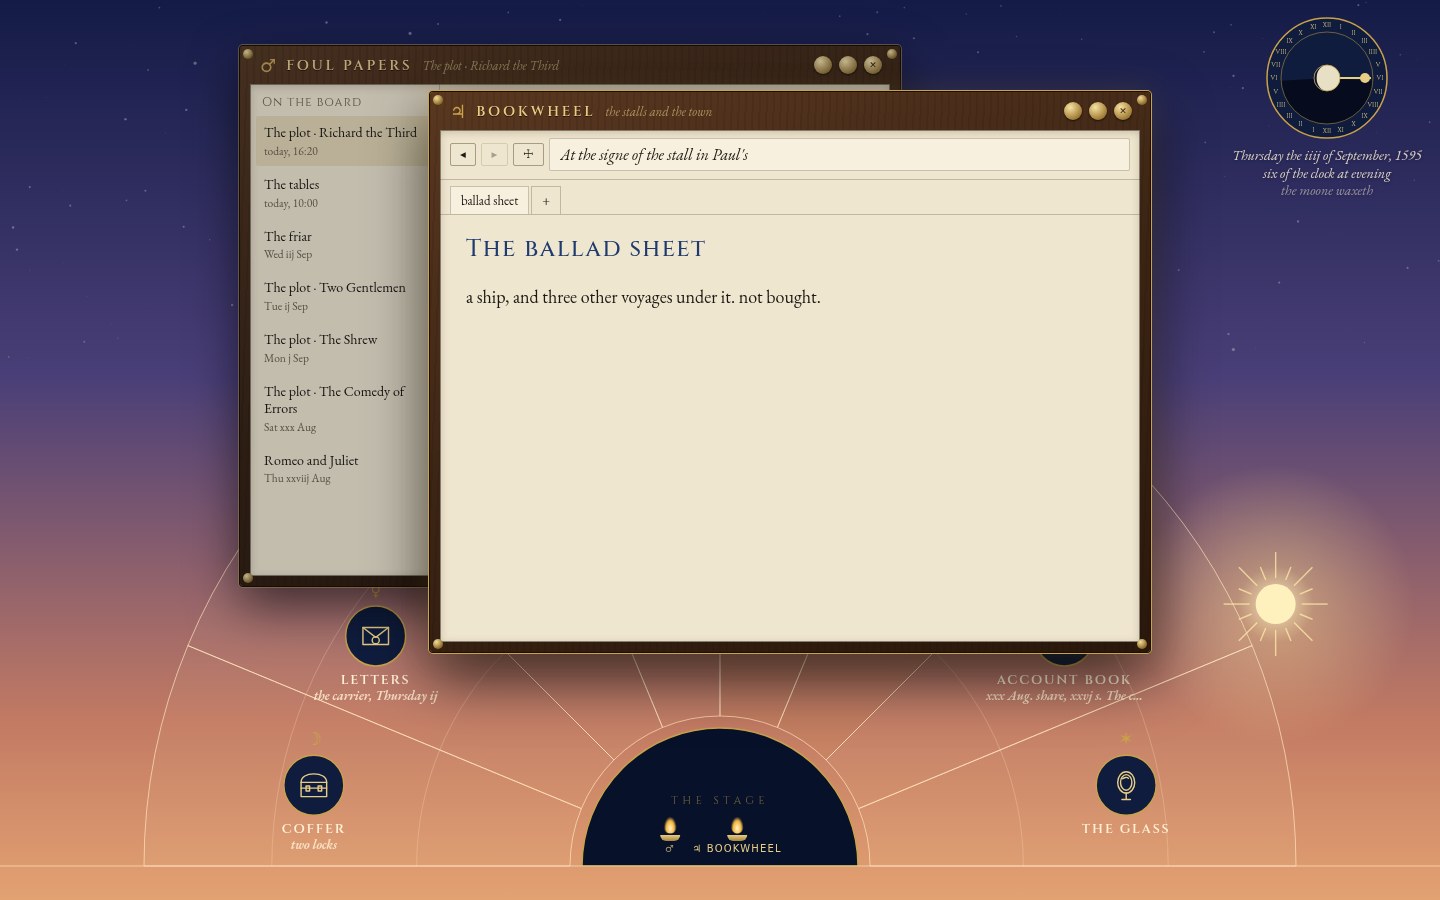 FOUL PAPERS The plot · Richard the Third
On the board
The plot · Richard the Third
today, 16:20
The tables
today, 10:00
The friar
Wed iij Sep
The plot · Two Gentlemen
Tue ij Sep
The plot · The Shrew
Mon j Sep
The plot · The Comedy of
Errors
Sat xxx Aug
Romeo and Juliet
Thu xxviij Aug
BOOKWHEEL the stalls and the town
At the signe of the stall in Paul's
ballad sheet +
The ballad sheet
a ship, and three other voyages under it. not bought.
Thursday the iiij of September, 1595
six of the clock at evening
the moone waxeth
LETTERS
the carrier, Thursday ij
COFFER
two locks
ACCOUNT BOOK
xxx Aug. share, xxvj s. The c...
THE GLASS
THE STAGE
♂ ♃ BOOKWHEEL